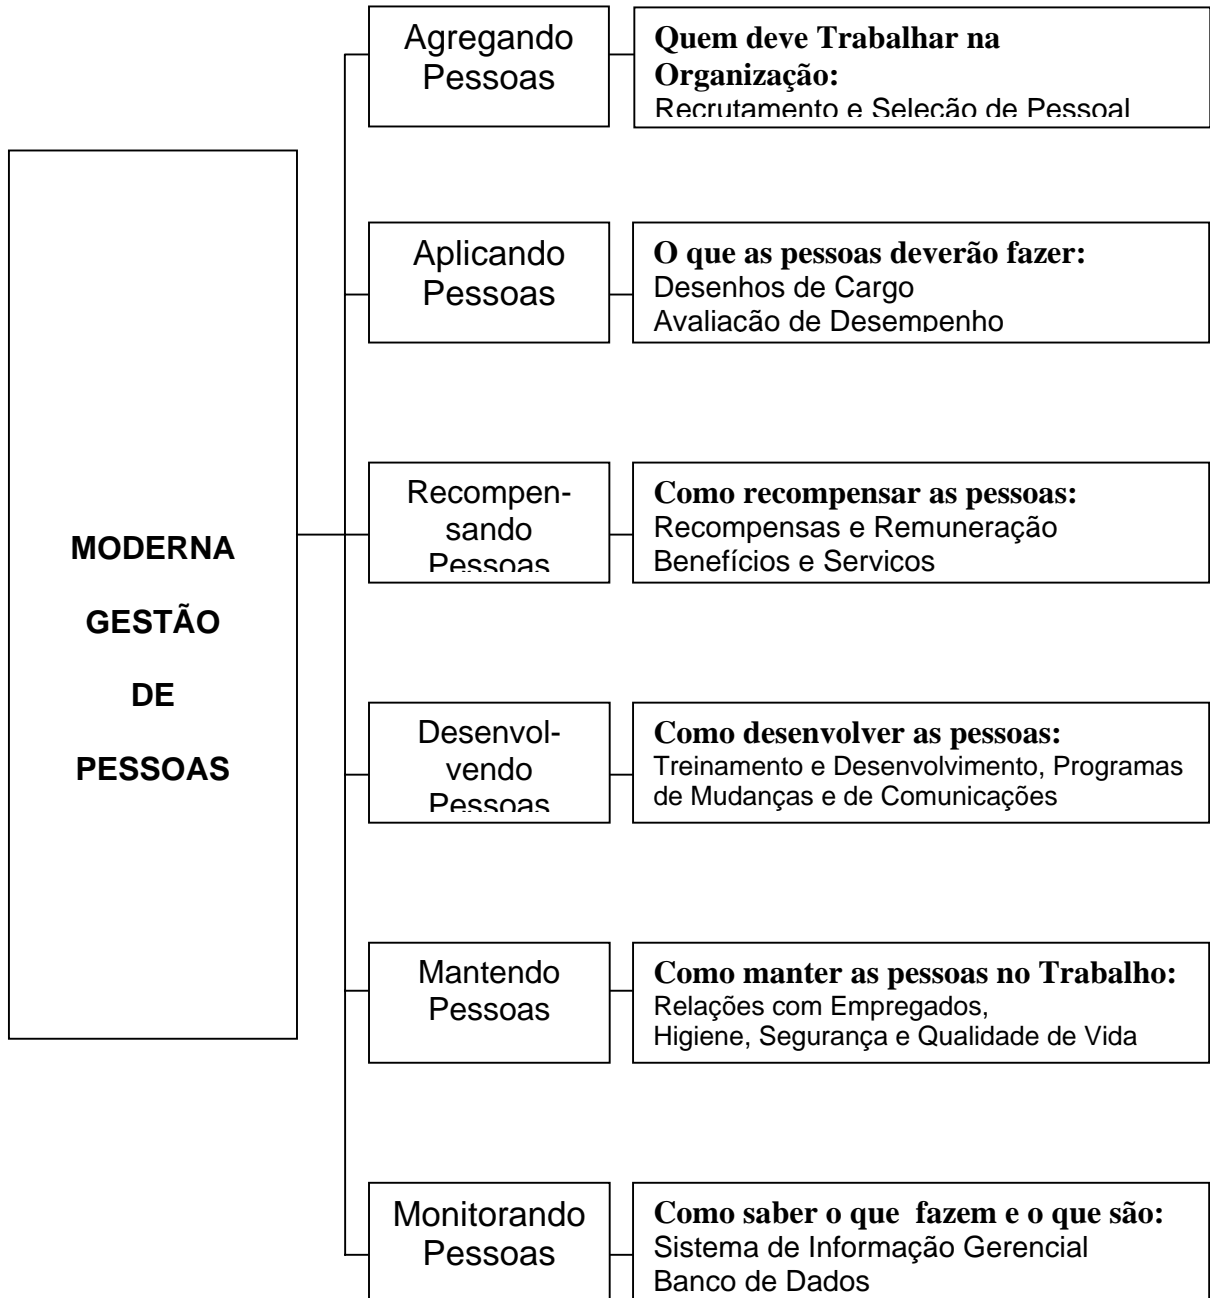 Agregando
Pessoas
Quem deve Trabalhar na
Organização:
Recrutamento e Seleção de Pessoal
Aplicando
Pessoas
O que as pessoas deverão fazer:
Desenhos de Cargo
Avaliação de Desempenho
MODERNA
GESTÃO
DE
PESSOAS
Recompen-
sando
Pessoas
Como recompensar as pessoas:
Recompensas e Remuneração
Benefícios e Serviços
Desenvol-
vendo
Pessoas
Como desenvolver as pessoas:
Treinamento e Desenvolvimento, Programas
de Mudanças e de Comunicações
Mantendo
Pessoas
Como manter as pessoas no Trabalho:
Relações com Empregados,
Higiene, Segurança e Qualidade de Vida
Monitorando
Pessoas
Como saber o que  fazem e o que são:
Sistema de Informação Gerencial
Banco de Dados